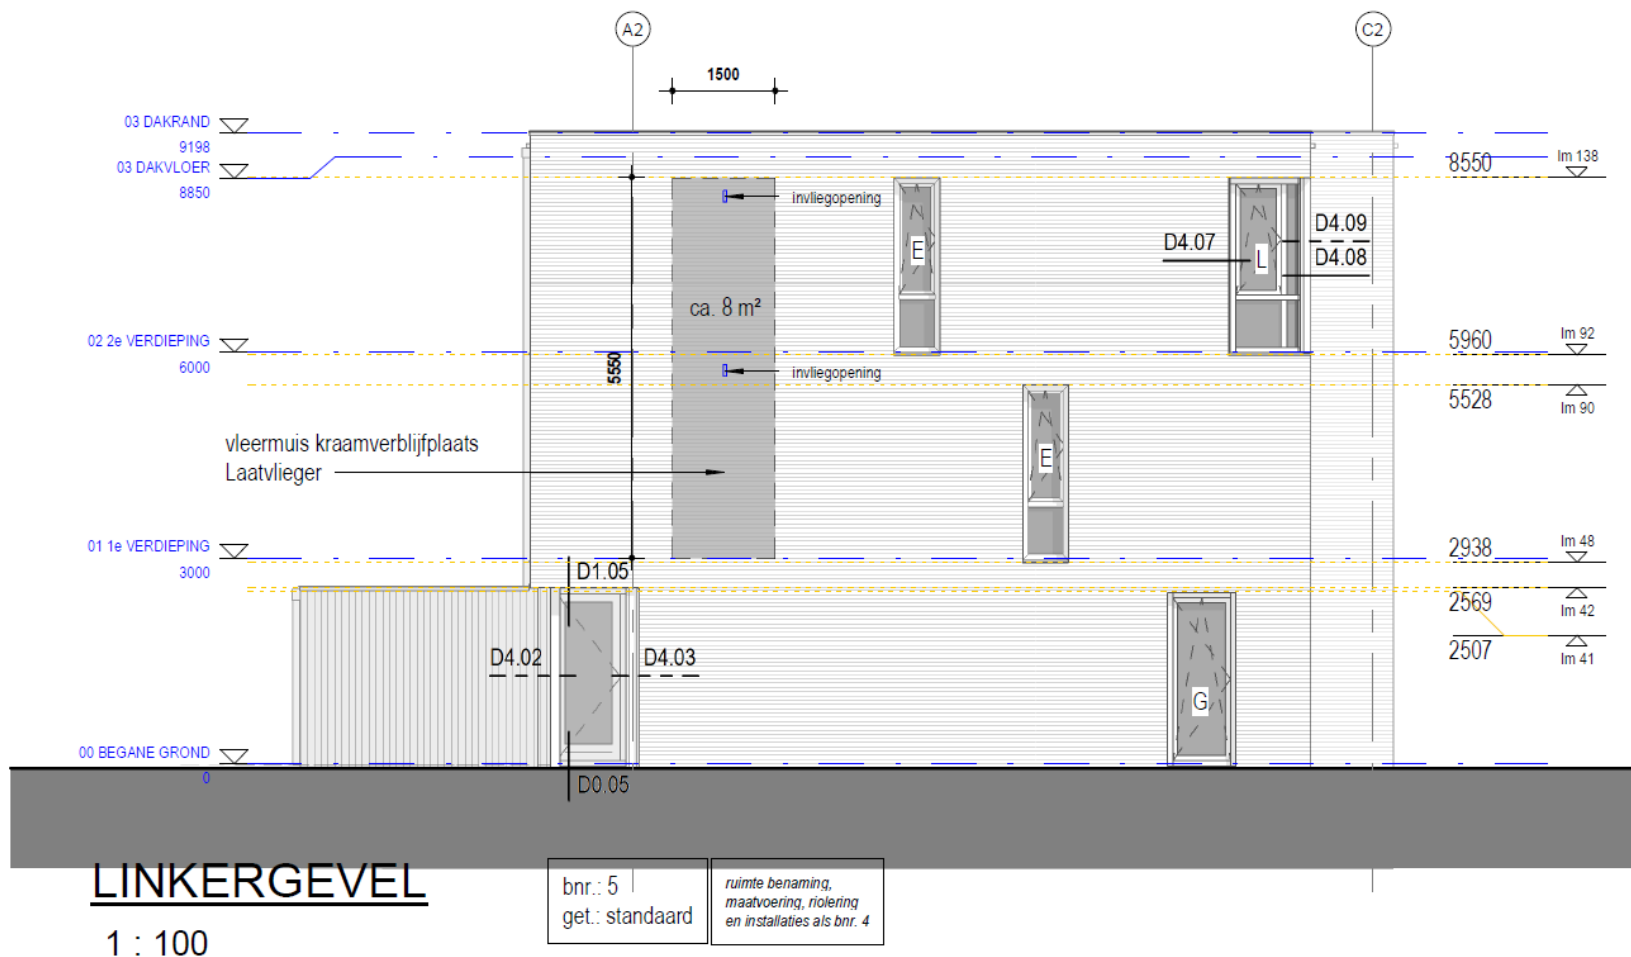 A2
C2
1500
03 DAKRAND
9198
03 DAKVLOER
8850
8550
lm 138
invliegopening
E
D4.07
L
D4.09
D4.08
ca. 8 m²
02 2e VERDIEPING
6000
5550
invliegopening
5960
lm 92
5528
lm 90
vleermuis kraamverblijfplaats
Laatvlieger
E
01 1e VERDIEPING
3000
2938
lm 48
D1.05
2569
lm 42
2507
lm 41
D4.02
D4.03
G
00 BEGANE GROND
0
D0.05
LINKERGEVEL
1 : 100
bnr.: 5
get.: standaard
ruimte benaming,
maatvoering, riolering
en installaties als bnr. 4